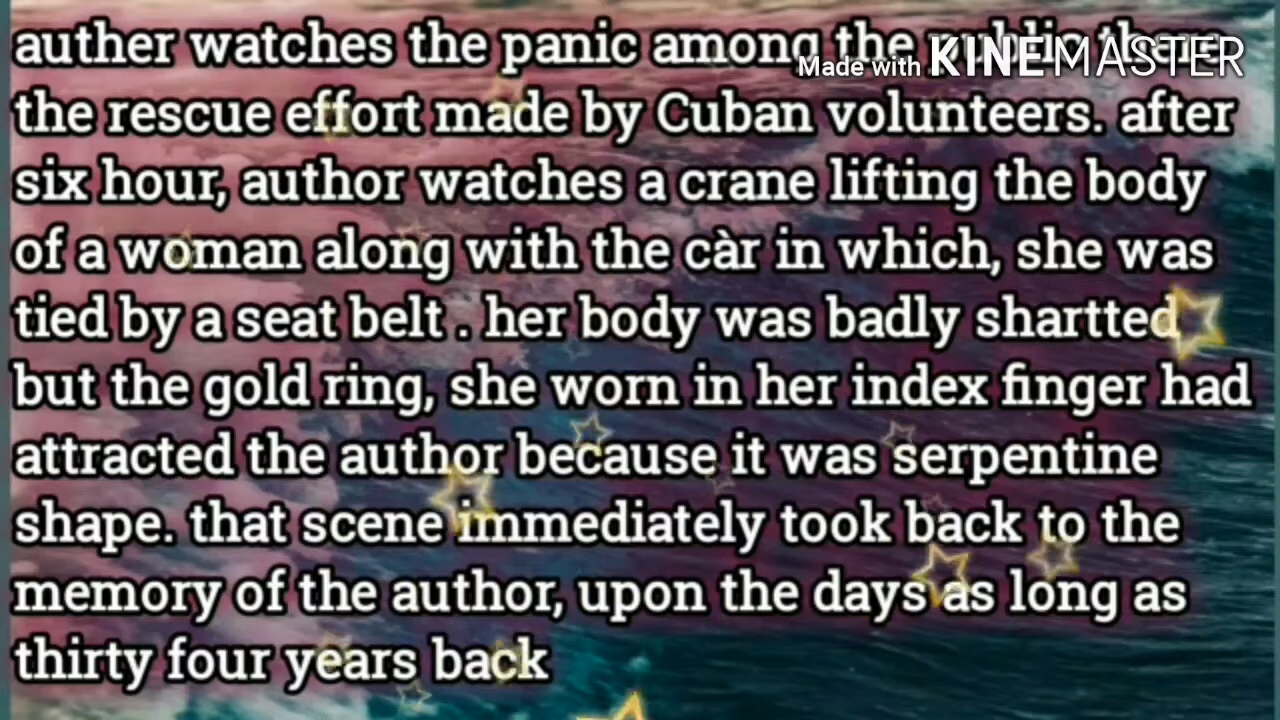 auther watches the panic among the public then
Made with KINEMASTER
the rescue effort made by Cuban volunteers. after
six hour, author watches a crane lifting the body
of a woman along with the càr in which, she was
tied by a seat belt . her body was badly shartted
but the gold ring, she worn in her index finger had
attracted the author because it was serpentine
shape. that scene immediately took back to the
memory of the author, upon the days as long as
thirty four years back